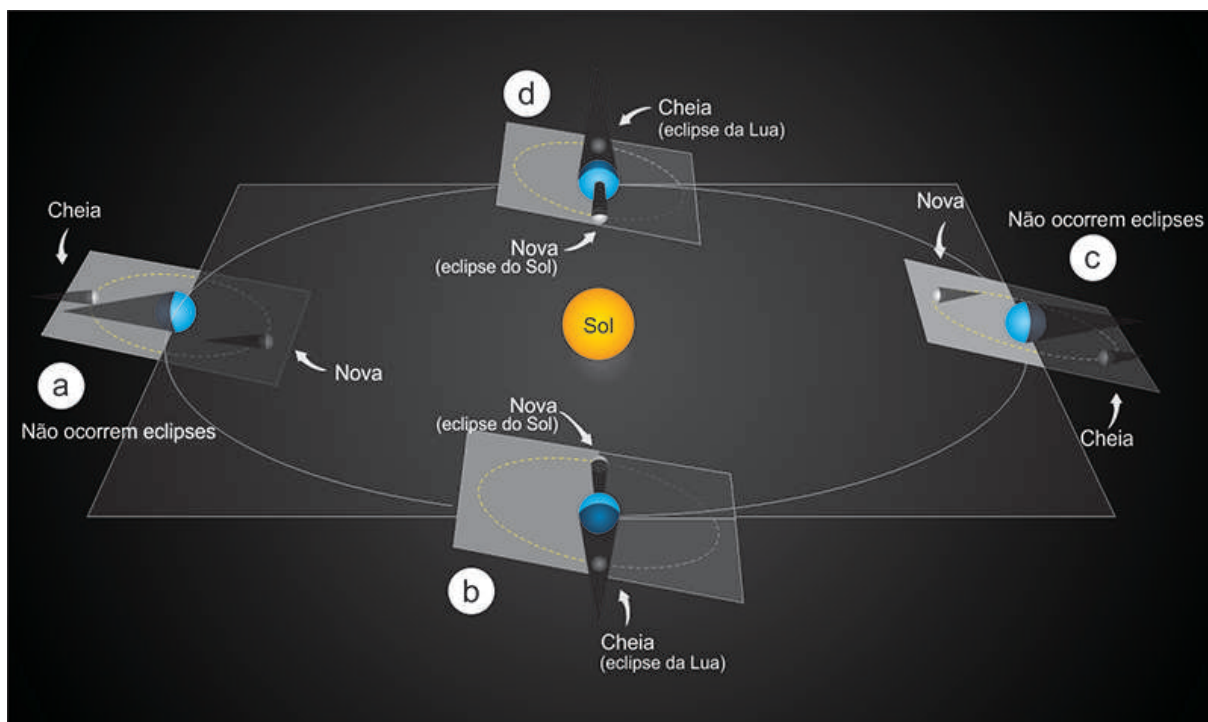 d
Cheia
(eclipse da Lua)
Nova
(eclipse do Sol)
Cheia
Nova
a
Não ocorrem eclipses
Sol
Nova
Não ocorrem eclipses
c
Cheia
Nova
(eclipse do Sol)
b
Cheia
(eclipse da Lua)